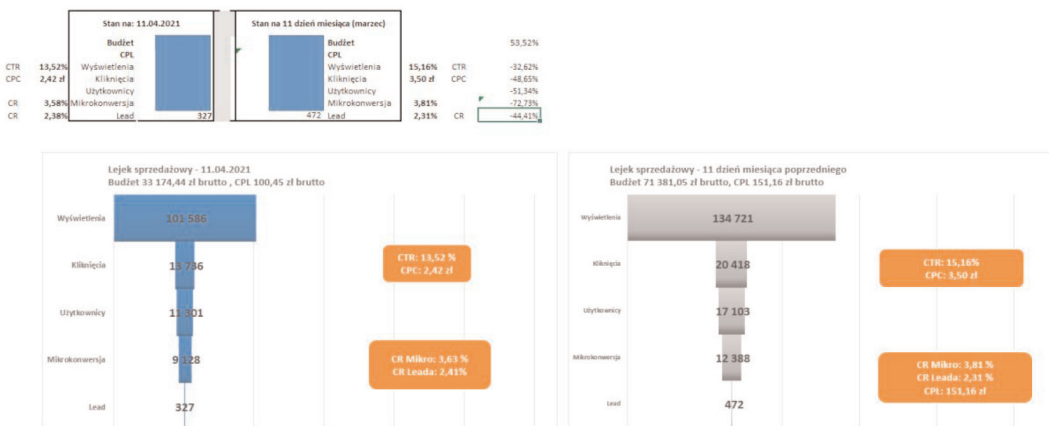 Stan na: 11.04.2021
Stan na 11 dzień miesiąca (marzec)
Budżet
Budżet
53,52%
CPL
CPL
CTR 13,52% Wyświetlenia
Wyświetlenia 15,16% CTR -32,62%
CPC 2,42 zł Kliknięcia
Kliknięcia 3,50 zł CPC -48,65%
Użytkownicy
Użytkownicy -51,34%
CR 3,58% Mikrokonwersja
Mikrokonwersja 3,81% -72,73%
CR 2,38% Lead 327
472 Lead 2,31% CR -44,41%
Lejek sprzedażowy - 11.04.2021
Budżet 33 174,44 zł brutto , CPL 100,45 zł brutto
Wyświetlenia 101 586
Kliknięcia 13 736
CTR: 13,52 %
CPC: 2,42 zł
Użytkownicy 11 301
Mikrokonwersja 9 128
CR Mikro: 3,63 %
CR Leada: 2,41%
Lead 327
Lejek sprzedażowy - 11 dzień miesiąca poprzedniego
Budżet 71 381,05 zł brutto, CPL 151,16 zł brutto
Wyświetlenia 134 721
Kliknięcia 20 418
CTR: 15,16%
CPC: 3,50 zł
Użytkownicy 17 103
Mikrokonwersja 12 388
CR Mikro: 3,81 %
CR Leada: 2,31 %
CPL: 151,16 zł
Lead 472